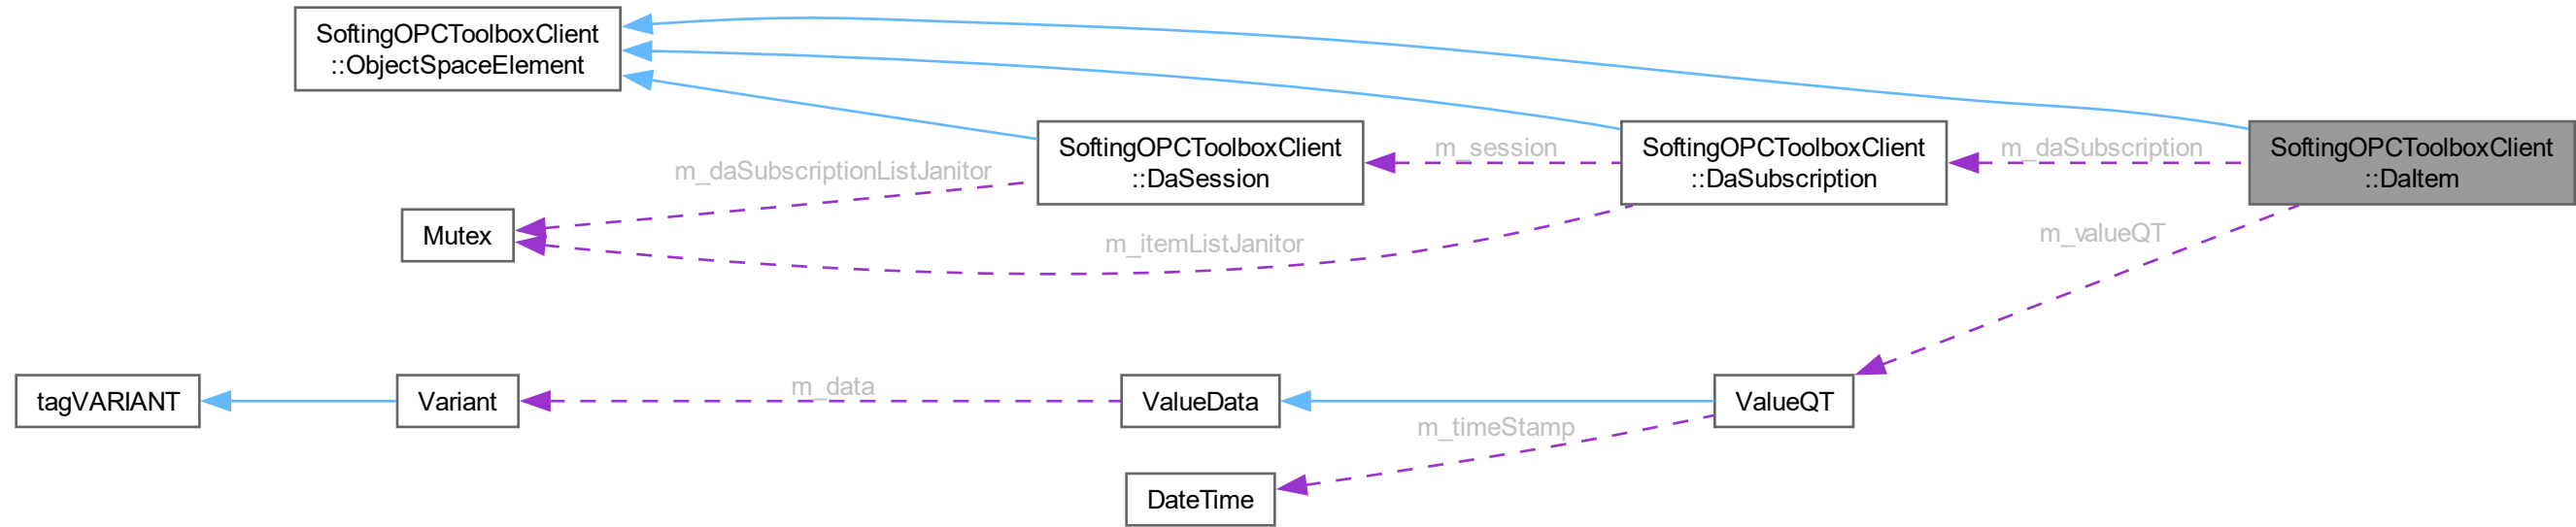 SoftingOPCToolboxClient
::ObjectSpaceElement
SoftingOPCToolboxClient
::DaSession
m_session
SoftingOPCToolboxClient
::DaSubscription
m_daSubscription
SoftingOPCToolboxClient
::DaItem
m_daSubscriptionListJanitor
Mutex
m_itemListJanitor
m_valueQT
tagVARIANT
Variant
m_data
ValueData
ValueQT
m_timeStamp
DateTime